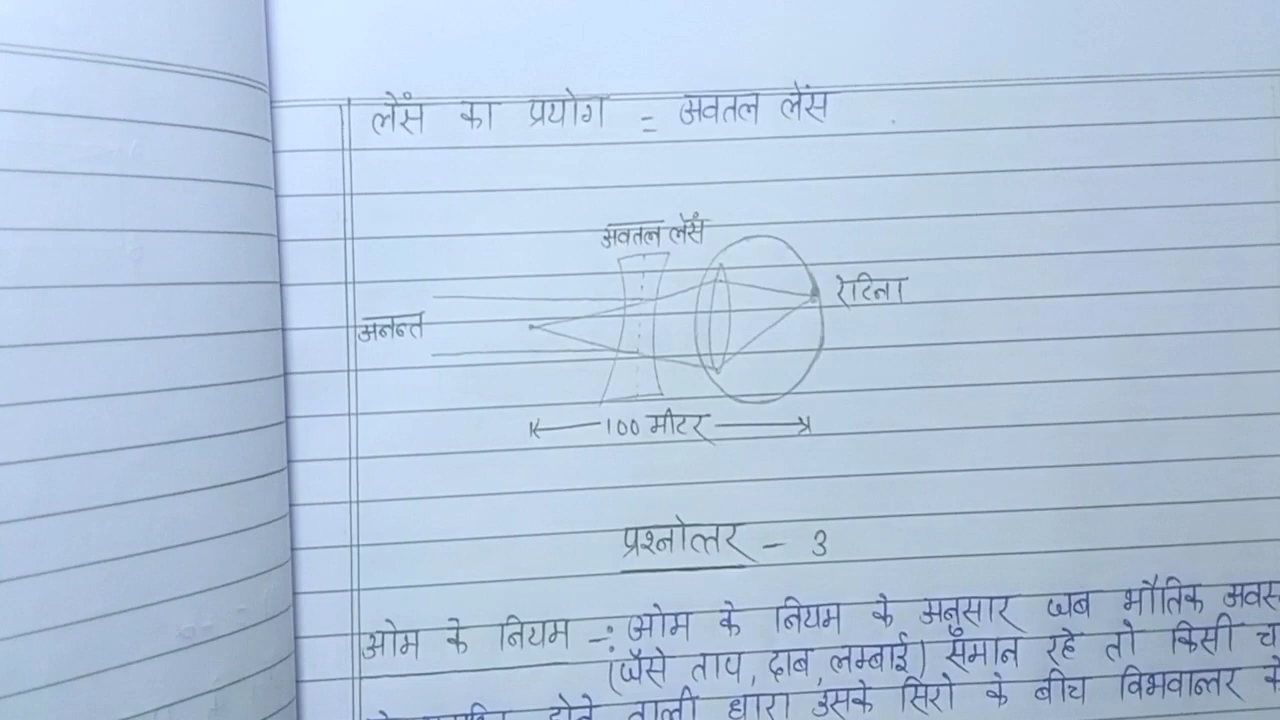 लेंस का प्रयोग = अवतल लेंस
अवतल लेंस
रेटिना
अनन्त
100 मीटर
प्रश्नोत्तर - 3
ओम के नियम -: ओम के नियम के अनुसार जब भौतिक अवस
(जैसे ताप, दाब, लम्बाई) समान रहे तो किसी च
होने वाली धारा उसके सिरो के बीच विभवान्तर के